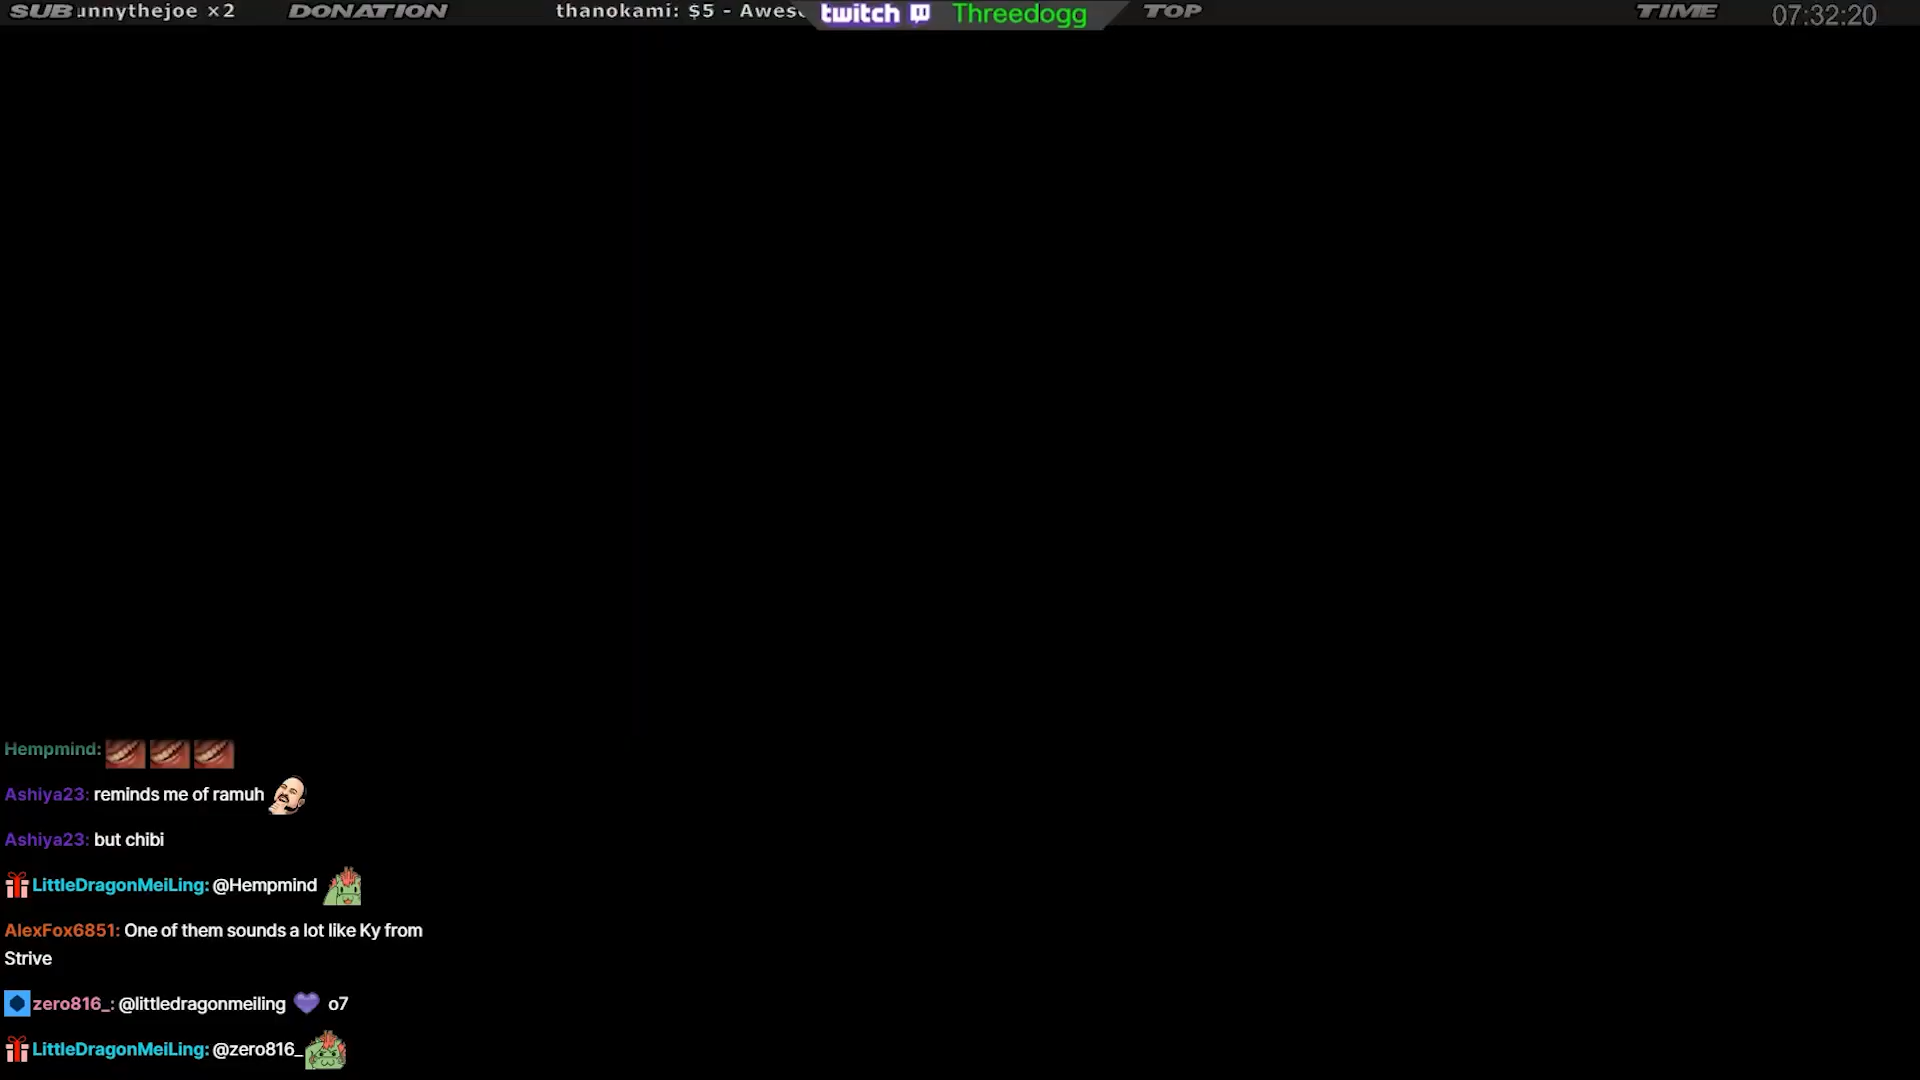 SUB unnythejoe ×2 DONATION thanokami: $5 - Awes twitch Threedogg TOP TIME 07:32:20
Hempmind:
Ashiya23: reminds me of ramuh
Ashiya23: but chibi
LittleDragonMeiLing: @Hempmind
AlexFox6851: One of them sounds a lot like Ky from
Strive
zero816_: @littledragonmeiling o7
LittleDragonMeiLing: @zero816_